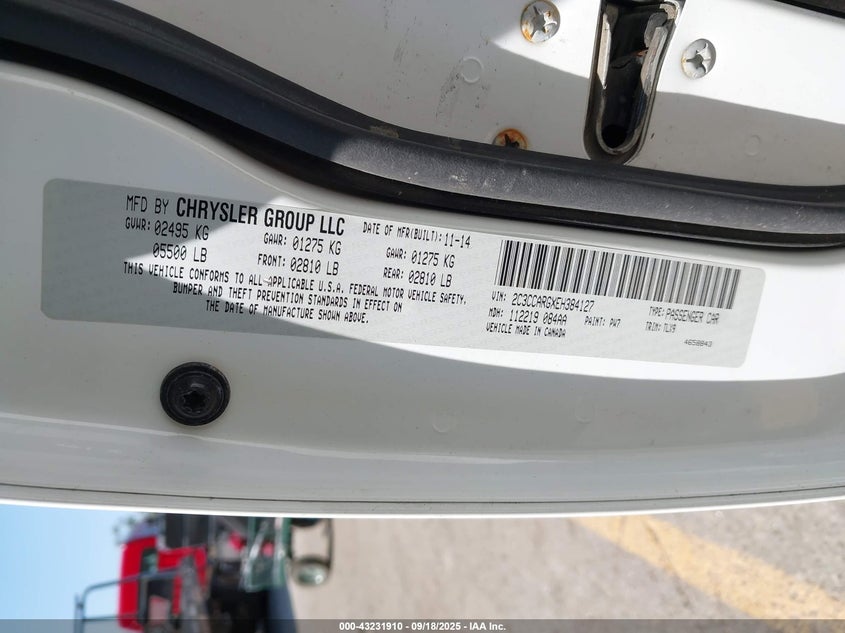 MFD BY CHRYSLER GROUP LLC
DATE OF MFR(BUILT): 11-14
GVWR: 02495 KG GAWR: 01275 KG GAWR: 01275 KG
05500 LB FRONT: 02810 LB REAR: 02810 LB
THIS VEHICLE CONFORMS TO ALL APPLICABLE U.S.A. FEDERAL MOTOR VEHICLE SAFETY,
BUMPER AND THEFT PREVENTION STANDARDS IN EFFECT ON
THE DATE OF MANUFACTURE SHOWN ABOVE.
VIN: 2C3CCARGXEH384127 TYPE: PASSENGER CAR
MDH: 112219 084AA PAINT: PW7 TRIM: TLX9
VEHICLE MADE IN CANADA 4658843
000-43231910 - 09/18/2025 - IAA Inc.